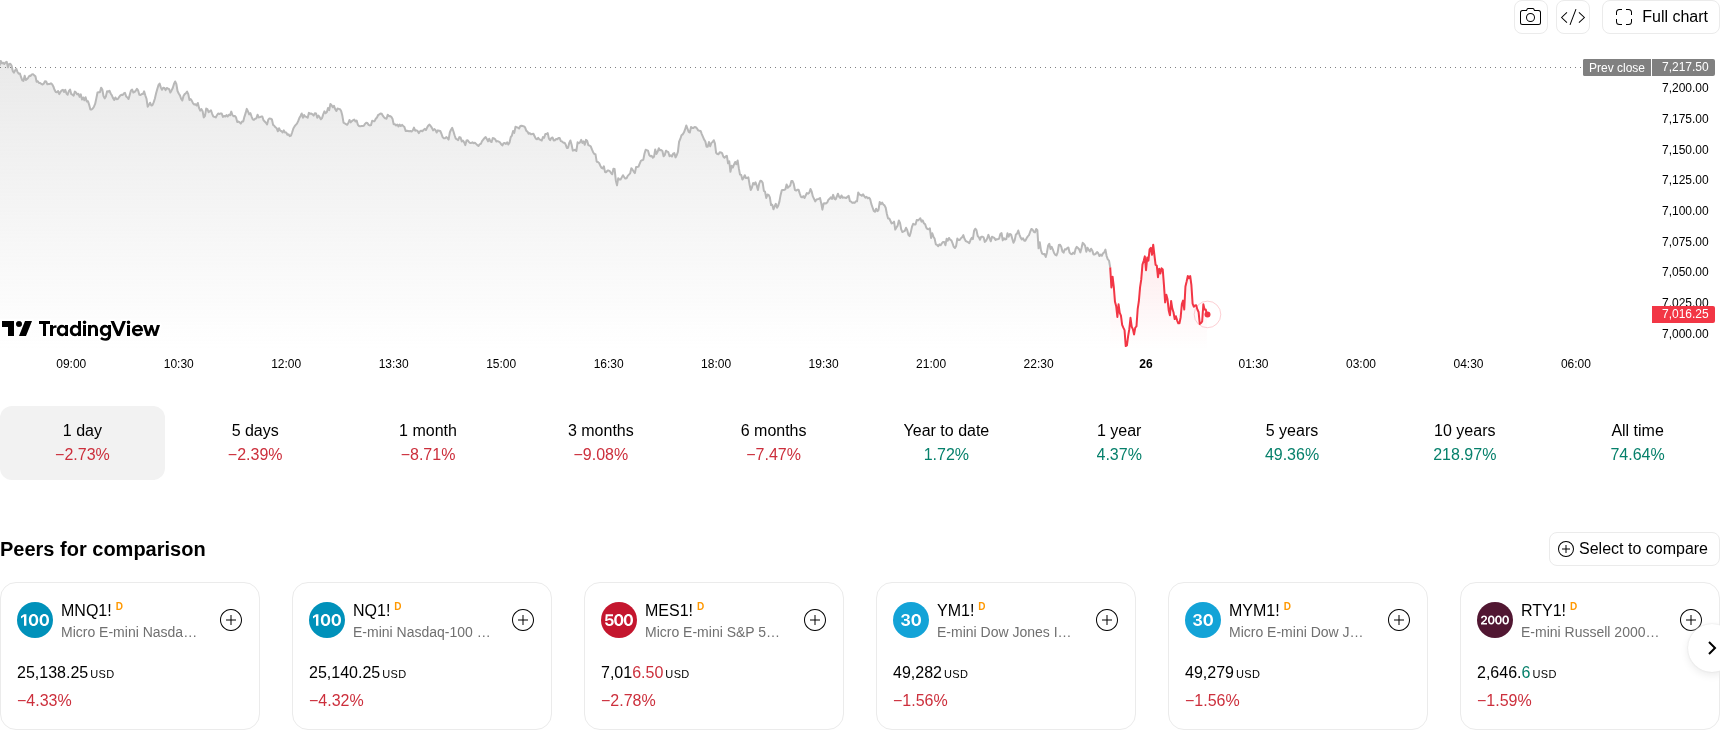 Full chart
Prev close 7,217.50
7,200.00
7,175.00
7,150.00
7,125.00
7,100.00
7,075.00
7,050.00
7,025.00
7,016.25
7,000.00
TradingView
09:00 10:30 12:00 13:30 15:00 16:30 18:00 19:30 21:00 22:30 26 01:30 03:00 04:30 06:00
1 day 5 days 1 month 3 months 6 months Year to date 1 year 5 years 10 years All time
−2.73% −2.39% −8.71% −9.08% −7.47% 1.72% 4.37% 49.36% 218.97% 74.64%
Peers for comparison
Select to compare
100 MNQ1! D
Micro E-mini Nasda…
25,138.25 USD
−4.33%
100 NQ1! D
E-mini Nasdaq-100 …
25,140.25 USD
−4.32%
500 MES1! D
Micro E-mini S&P 5…
7,016.50 USD
−2.78%
30 YM1! D
E-mini Dow Jones I…
49,282 USD
−1.56%
30 MYM1! D
Micro E-mini Dow J…
49,279 USD
−1.56%
2000 RTY1! D
E-mini Russell 2000…
2,646.6 USD
−1.59%